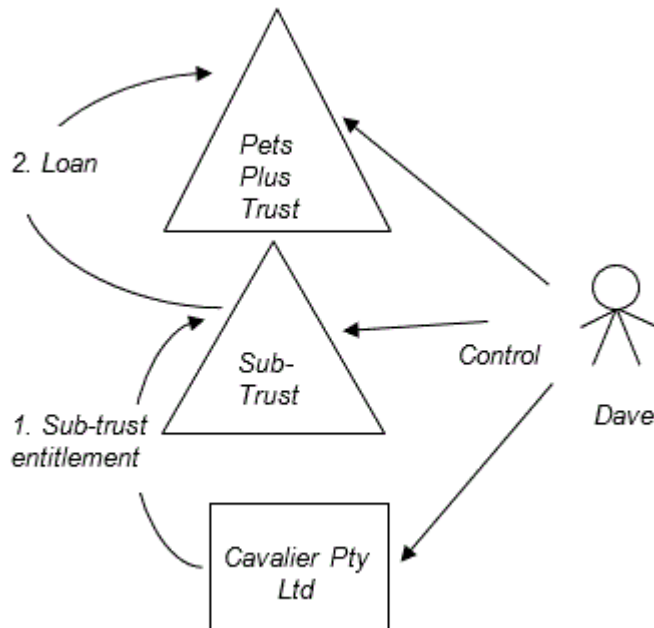 Pets
Plus
Trust
2. Loan
Sub-
Trust
Control
Dave
1. Sub-trust
entitlement
Cavalier Pty
Ltd